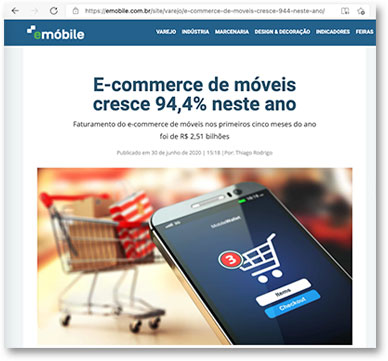 https://emobile.com.br/site/varejo/e-commerce-de-moveis-cresce-944-neste-ano/
emóbile
VAREJO INDÚSTRIA MARCENARIA DESIGN & DECORAÇÃO INDICADORES FEIRAS
E-commerce de móveis
cresce 94,4% neste ano
Faturamento do e-commerce de móveis nos primeiros cinco meses do ano
foi de R$ 2,51 bilhões
Publicado em 30 de junho de 2020 | 15:18 | Por: Thiago Rodrigo
MobileWallet
3
Items
Checkout